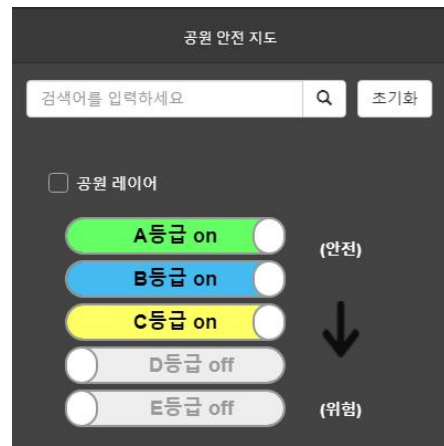 공원 안전 지도
검색어를 입력하세요
초기화
공원 레이어
A등급 on
(안전)
B등급 on
C등급 on
D등급 off
E등급 off
(위험)